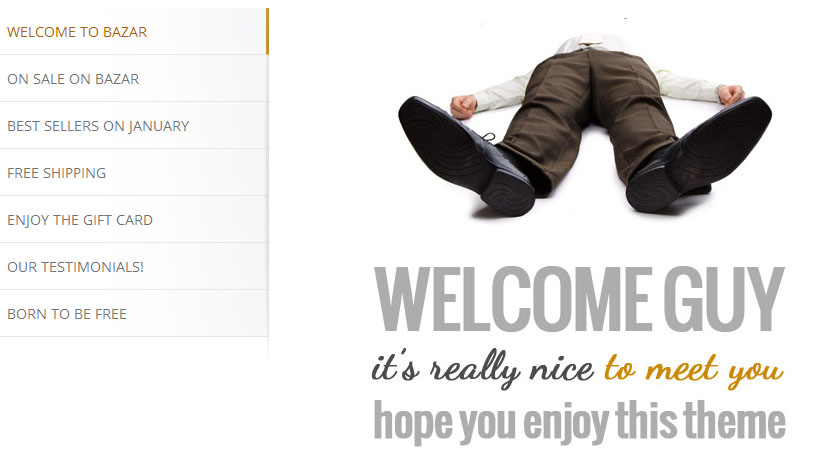 WELCOME TO BAZAR
ON SALE ON BAZAR
BEST SELLERS ON JANUARY
FREE SHIPPING
ENJOY THE GIFT CARD
OUR TESTIMONIALS!
BORN TO BE FREE
WELCOME GUY
it's really nice to meet you
hope you enjoy this theme